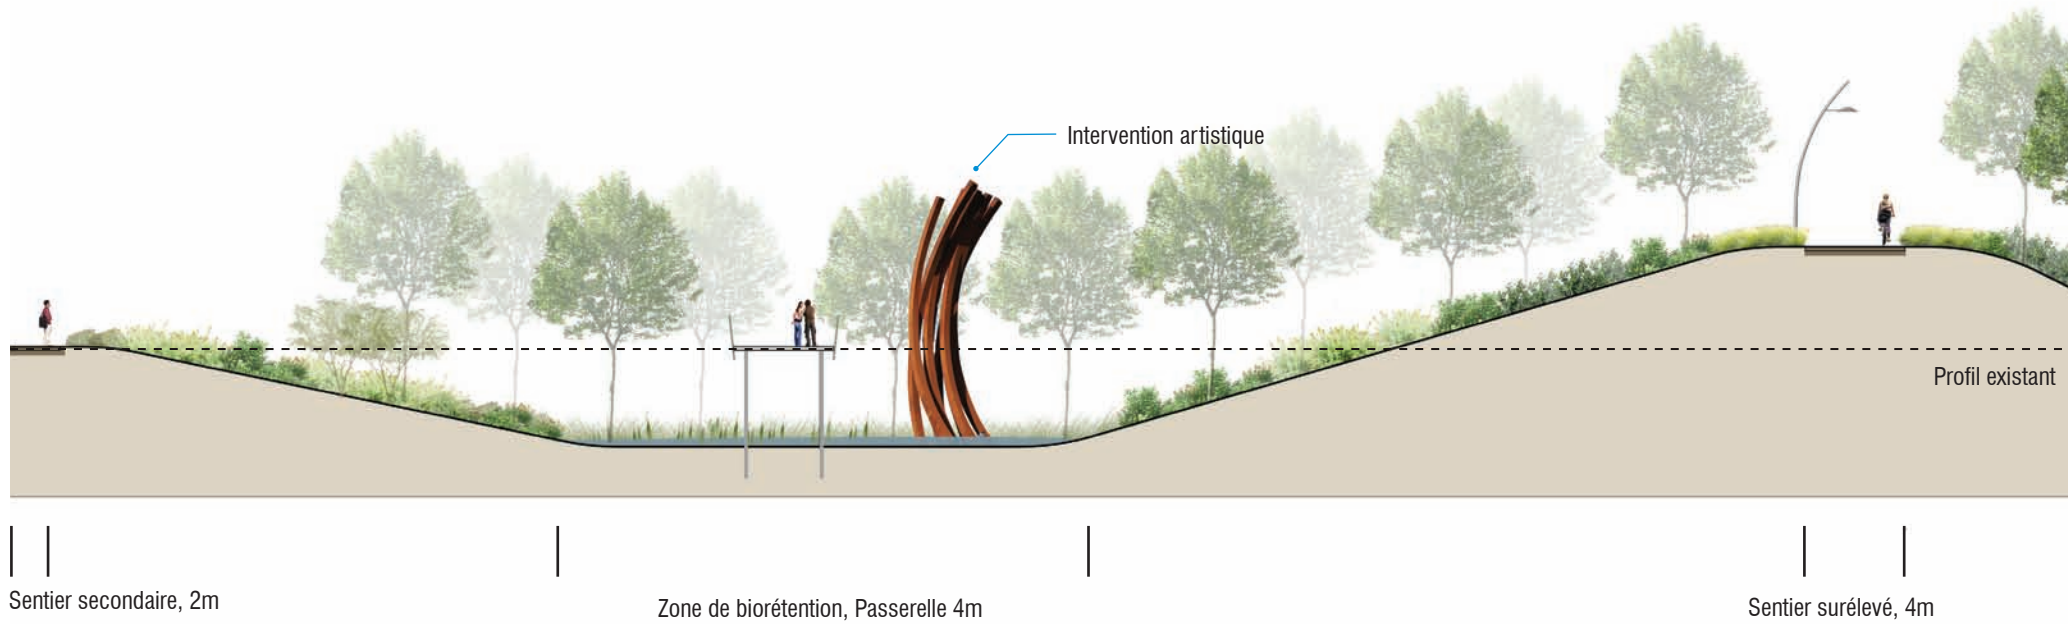 Intervention artistique
Profil existant
Sentier secondaire, 2m
Zone de biorétention, Passerelle 4m
Sentier surélevé, 4m